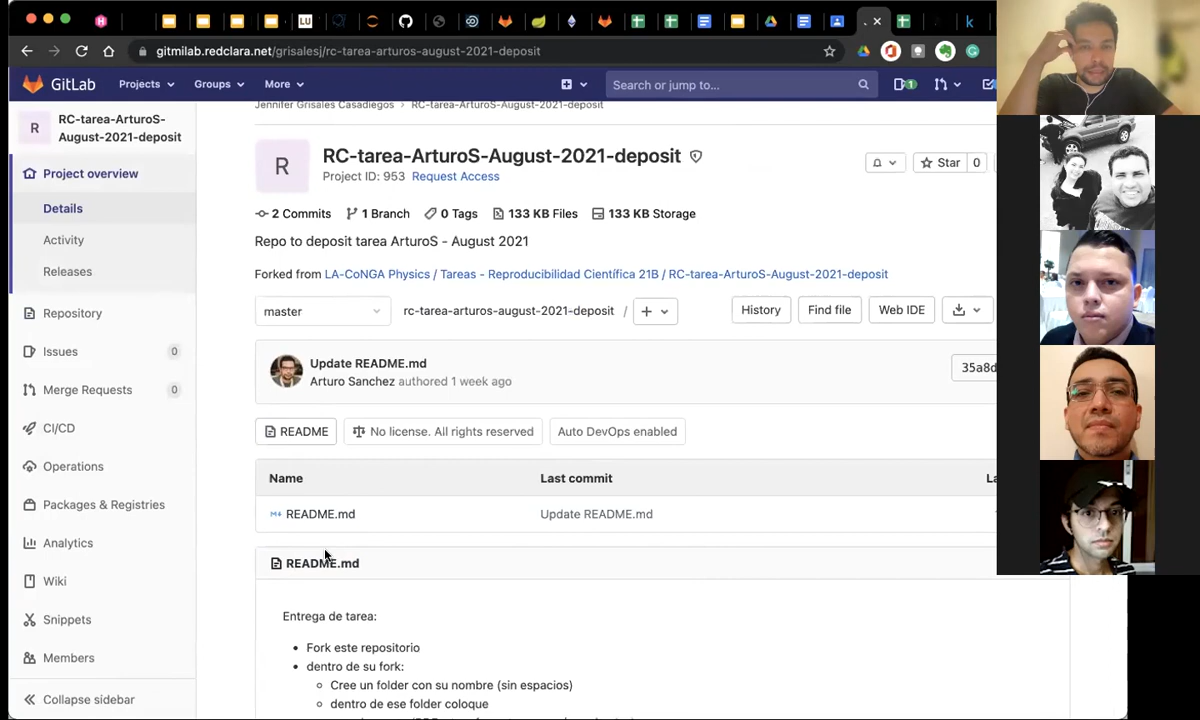 gitmilab.redclara.net/grisalesj/rc-tarea-arturos-august-2021-deposit
GitLab Projects Groups More Search or jump to... 1
R RC-tarea-ArturoS-August-2021-deposit
Project overview
Details
Activity
Releases
Repository
Issues 0
Merge Requests 0
CI/CD
Operations
Packages & Registries
Analytics
Wiki
Snippets
Members
Collapse sidebar
Jennifer Grisales Casadiegos > RC-tarea-ArturoS-August-2021-deposit
R
RC-tarea-ArturoS-August-2021-deposit
Project ID: 953 Request Access
Star 0
2 Commits 1 Branch 0 Tags 133 KB Files 133 KB Storage
Repo to deposit tarea ArturoS - August 2021
Forked from LA-CoNGA Physics / Tareas - Reproducibilidad Científica 21B / RC-tarea-ArturoS-August-2021-deposit
master rc-tarea-arturos-august-2021-deposit / + History Find file Web IDE
Update README.md
Arturo Sanchez authored 1 week ago
35a8d
README No license. All rights reserved Auto DevOps enabled
Name Last commit
README.md Update README.md
README.md
Entrega de tarea:
• Fork este repositorio
• dentro de su fork:
○ Cree un folder con su nombre (sin espacios)
○ dentro de ese folder coloque